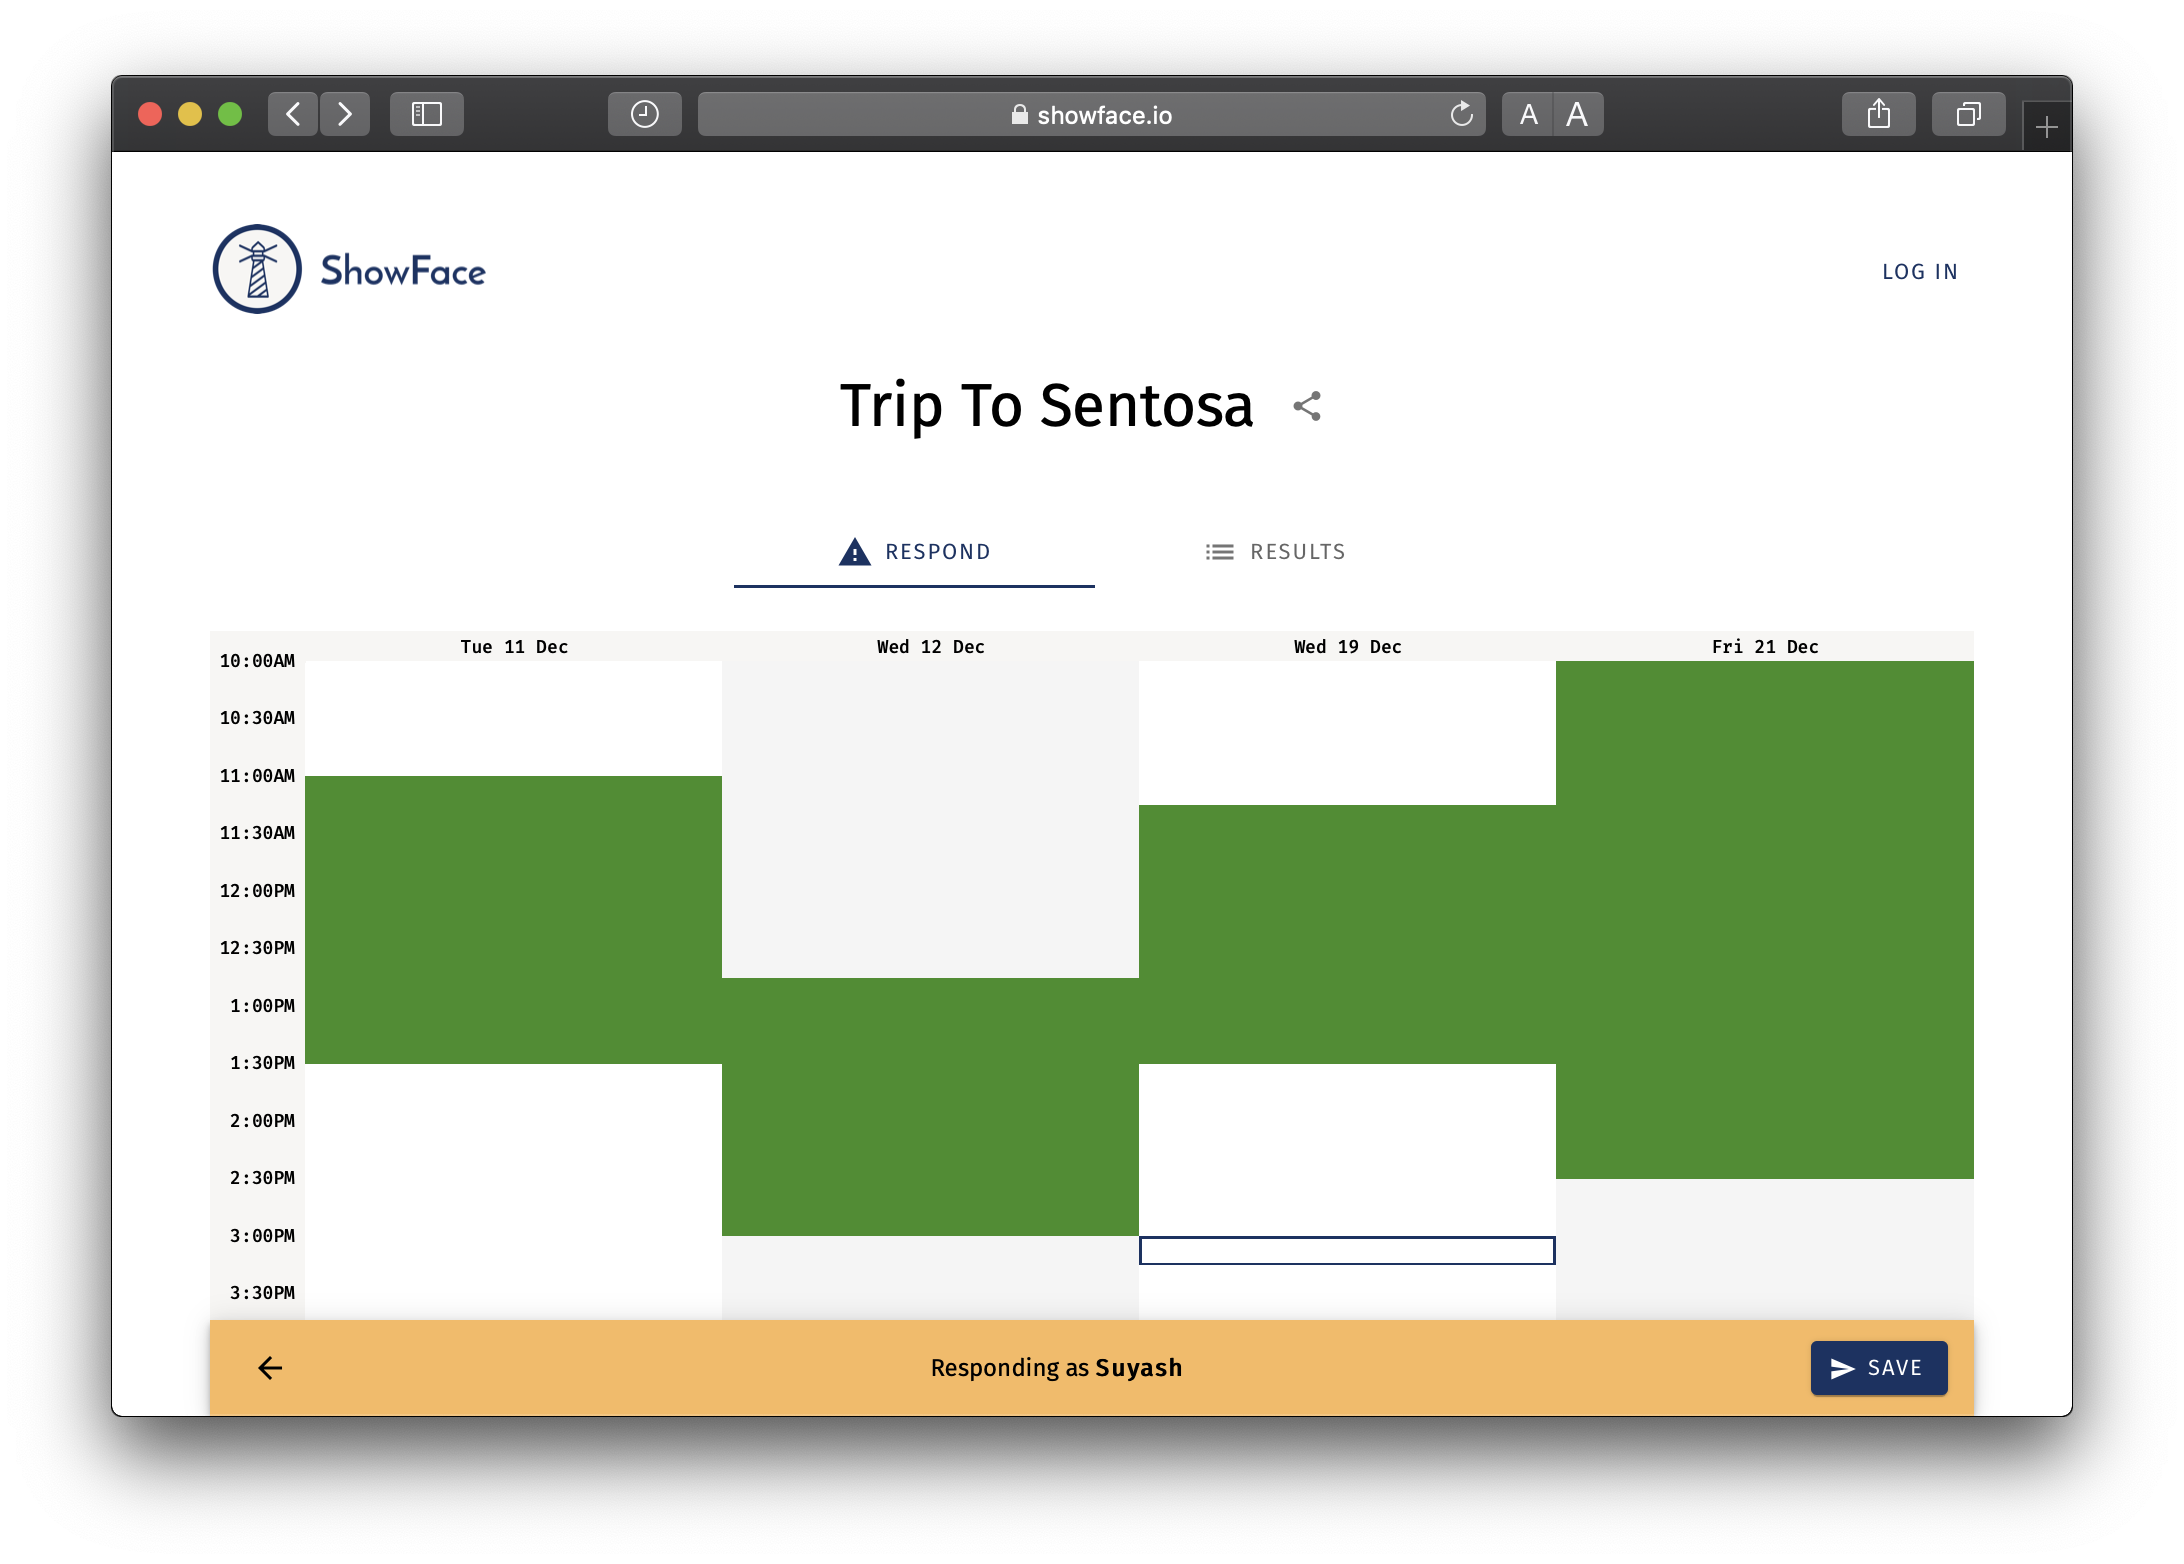 showface.io
A A
ShowFace
LOG IN
Trip To Sentosa
RESPOND
RESULTS
Tue 11 Dec
Wed 12 Dec
Wed 19 Dec
Fri 21 Dec
10:00AM
10:30AM
11:00AM
11:30AM
12:00PM
12:30PM
1:00PM
1:30PM
2:00PM
2:30PM
3:00PM
3:30PM
Responding as Suyash
SAVE